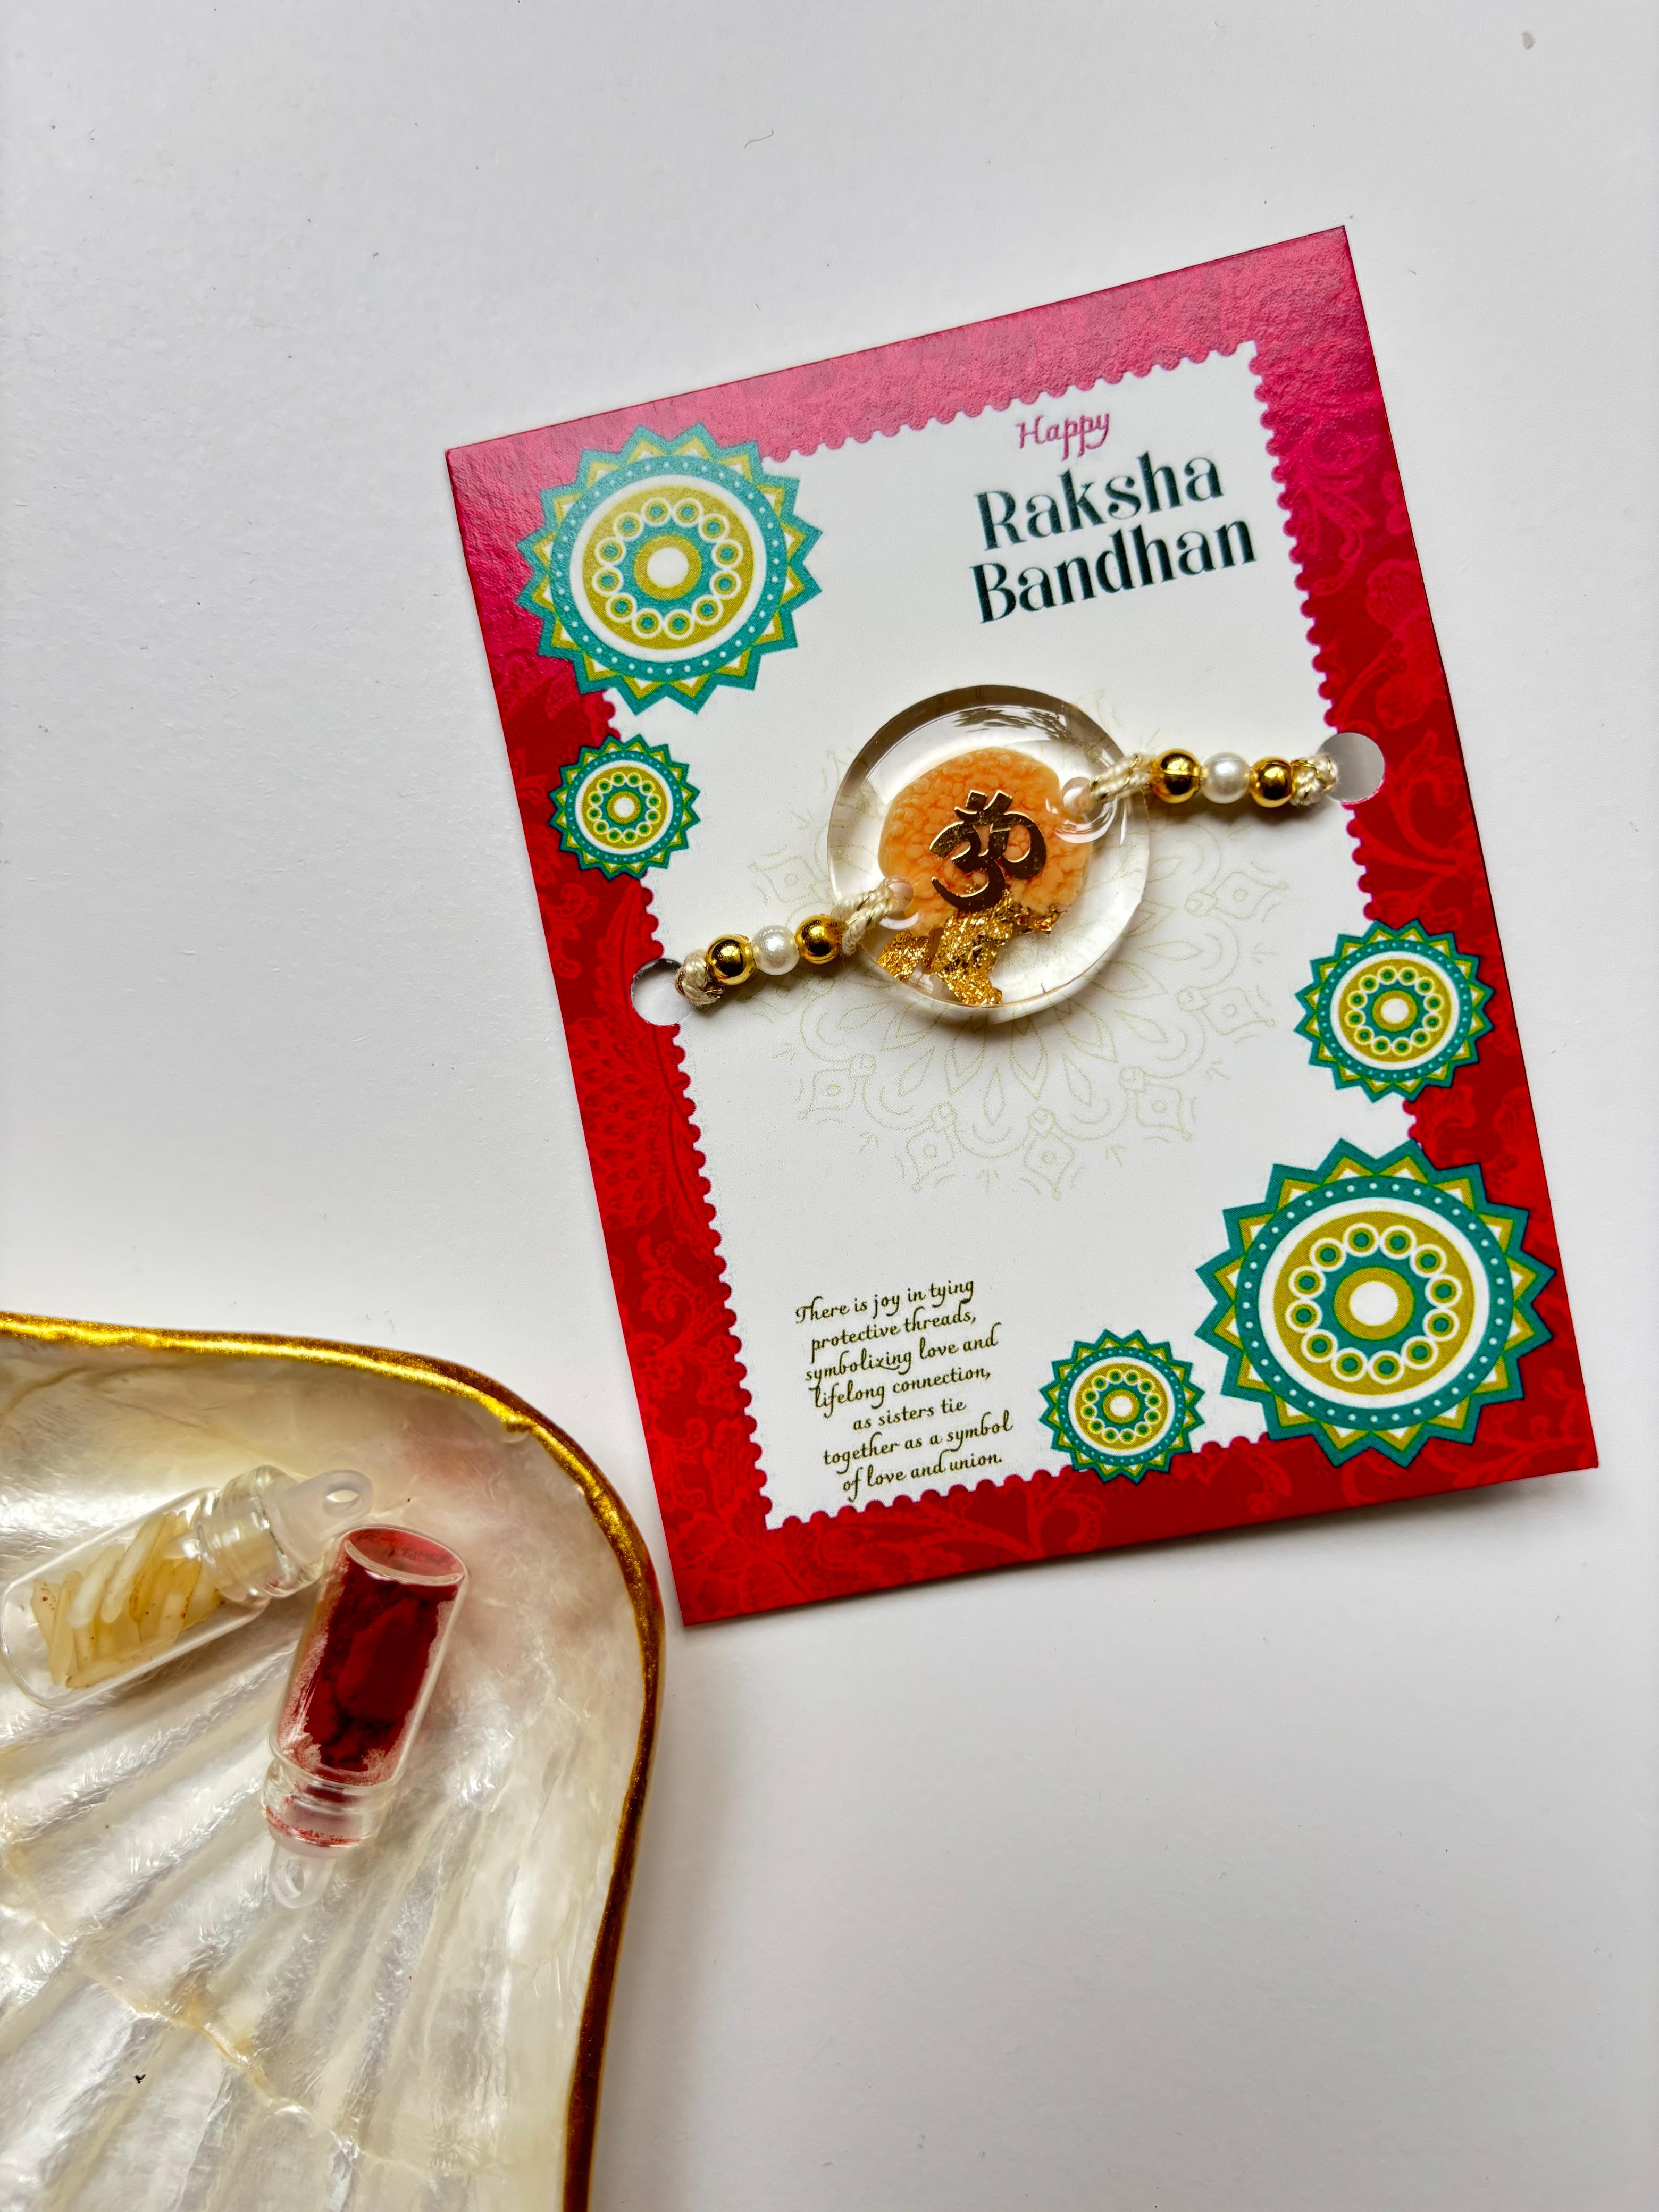 Happy
Raksha
Bandhan
ॐ
There is joy in tying
protective threads,
symbolizing love and
lifelong connection,
as sisters tie
together as a symbol
of love and union.